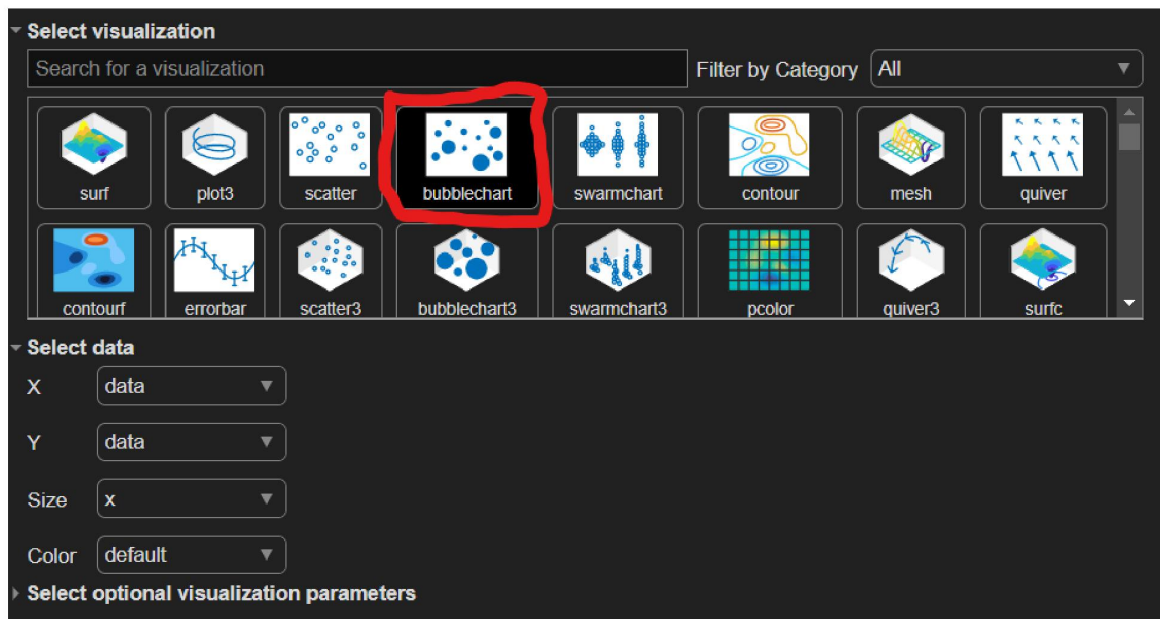 Select visualization
Search for a visualization
Filter by Category All
surf plot3 scatter bubblechart swarmchart contour mesh quiver
contourf errorbar scatter3 bubblechart3 swarmchart3 pcolor quiver3 surfc
Select data
X data
Y data
Size x
Color default
Select optional visualization parameters